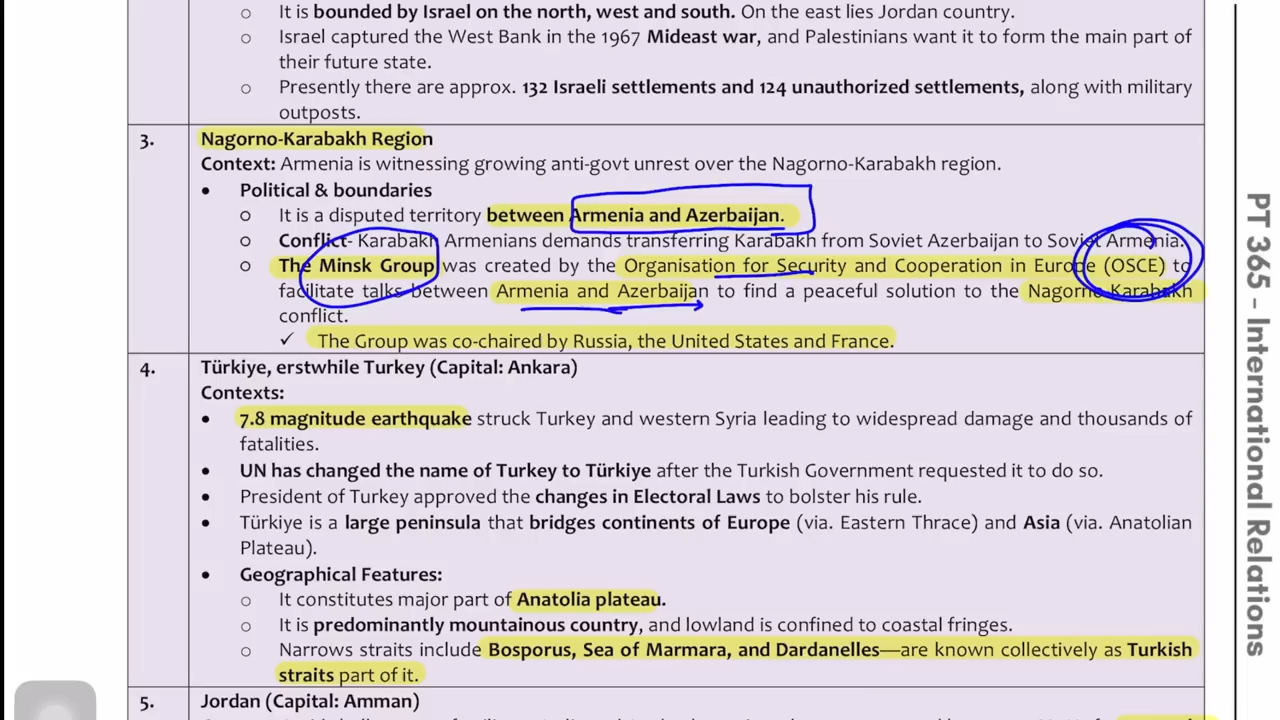 ○ It is bounded by Israel on the north, west and south. On the east lies Jordan country.
○ Israel captured the West Bank in the 1967 Mideast war, and Palestinians want it to form the main part of
their future state.
○ Presently there are approx. 132 Israeli settlements and 124 unauthorized settlements, along with military
outposts.
3. Nagorno-Karabakh Region
Context: Armenia is witnessing growing anti-govt unrest over the Nagorno-Karabakh region.
• Political & boundaries
○ It is a disputed territory between Armenia and Azerbaijan.
○ Conflict- Karabakh Armenians demands transferring Karabakh from Soviet Azerbaijan to Soviet Armenia.
○ The Minsk Group was created by the Organisation for Security and Cooperation in Europe (OSCE) to
facilitate talks between Armenia and Azerbaijan to find a peaceful solution to the Nagorno-Karabakh
conflict.
✓ The Group was co-chaired by Russia, the United States and France.
4. Türkiye, erstwhile Turkey (Capital: Ankara)
Contexts:
• 7.8 magnitude earthquake struck Turkey and western Syria leading to widespread damage and thousands of
fatalities.
• UN has changed the name of Turkey to Türkiye after the Turkish Government requested it to do so.
• President of Turkey approved the changes in Electoral Laws to bolster his rule.
• Türkiye is a large peninsula that bridges continents of Europe (via. Eastern Thrace) and Asia (via. Anatolian
Plateau).
• Geographical Features:
○ It constitutes major part of Anatolia plateau.
○ It is predominantly mountainous country, and lowland is confined to coastal fringes.
○ Narrows straits include Bosporus, Sea of Marmara, and Dardanelles—are known collectively as Turkish
straits part of it.
5. Jordan (Capital: Amman)
PT 365 - International Relations